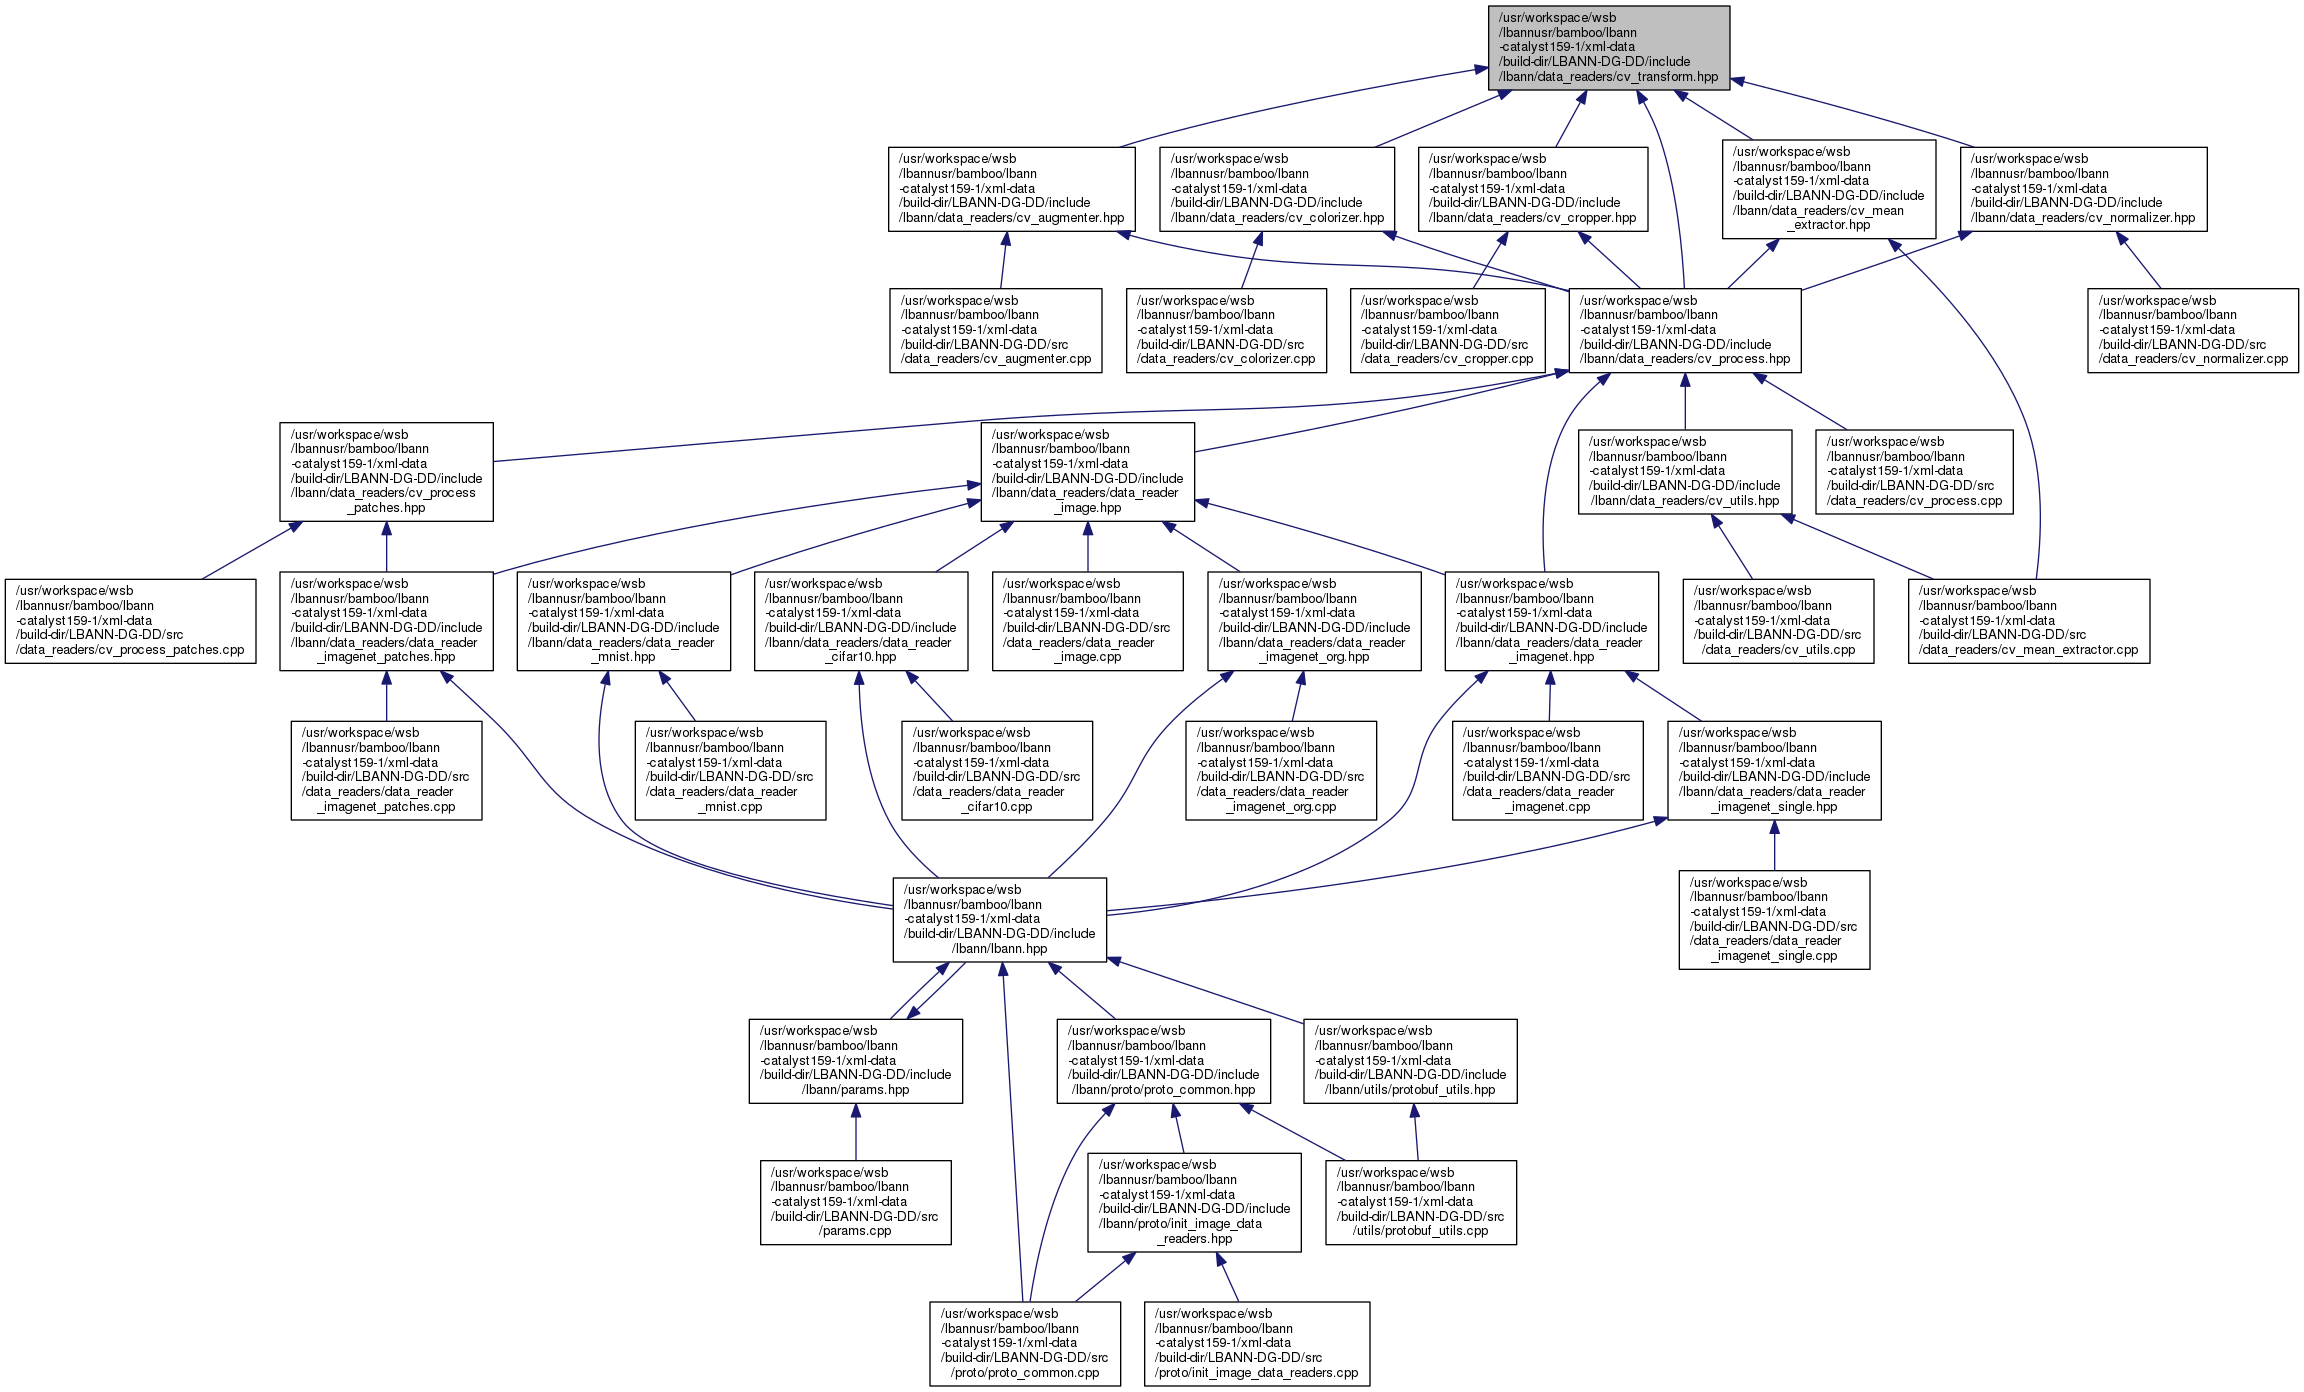 /usr/workspace/wsb
/lbannusr/bamboo/lbann
-catalyst159-1/xml-data
/build-dir/LBANN-DG-DD/include
/lbann/data_readers/cv_transform.hpp
/usr/workspace/wsb
/lbannusr/bamboo/lbann
-catalyst159-1/xml-data
/build-dir/LBANN-DG-DD/include
/lbann/data_readers/cv_augmenter.hpp
/usr/workspace/wsb
/lbannusr/bamboo/lbann
-catalyst159-1/xml-data
/build-dir/LBANN-DG-DD/include
/lbann/data_readers/cv_colorizer.hpp
/usr/workspace/wsb
/lbannusr/bamboo/lbann
-catalyst159-1/xml-data
/build-dir/LBANN-DG-DD/include
/lbann/data_readers/cv_cropper.hpp
/usr/workspace/wsb
/lbannusr/bamboo/lbann
-catalyst159-1/xml-data
/build-dir/LBANN-DG-DD/include
/lbann/data_readers/cv_mean
_extractor.hpp
/usr/workspace/wsb
/lbannusr/bamboo/lbann
-catalyst159-1/xml-data
/build-dir/LBANN-DG-DD/include
/lbann/data_readers/cv_normalizer.hpp
/usr/workspace/wsb
/lbannusr/bamboo/lbann
-catalyst159-1/xml-data
/build-dir/LBANN-DG-DD/src
/data_readers/cv_augmenter.cpp
/usr/workspace/wsb
/lbannusr/bamboo/lbann
-catalyst159-1/xml-data
/build-dir/LBANN-DG-DD/src
/data_readers/cv_colorizer.cpp
/usr/workspace/wsb
/lbannusr/bamboo/lbann
-catalyst159-1/xml-data
/build-dir/LBANN-DG-DD/src
/data_readers/cv_cropper.cpp
/usr/workspace/wsb
/lbannusr/bamboo/lbann
-catalyst159-1/xml-data
/build-dir/LBANN-DG-DD/include
/lbann/data_readers/cv_process.hpp
/usr/workspace/wsb
/lbannusr/bamboo/lbann
-catalyst159-1/xml-data
/build-dir/LBANN-DG-DD/src
/data_readers/cv_normalizer.cpp
/usr/workspace/wsb
/lbannusr/bamboo/lbann
-catalyst159-1/xml-data
/build-dir/LBANN-DG-DD/include
/lbann/data_readers/cv_process
_patches.hpp
/usr/workspace/wsb
/lbannusr/bamboo/lbann
-catalyst159-1/xml-data
/build-dir/LBANN-DG-DD/include
/lbann/data_readers/data_reader
_image.hpp
/usr/workspace/wsb
/lbannusr/bamboo/lbann
-catalyst159-1/xml-data
/build-dir/LBANN-DG-DD/include
/lbann/data_readers/cv_utils.hpp
/usr/workspace/wsb
/lbannusr/bamboo/lbann
-catalyst159-1/xml-data
/build-dir/LBANN-DG-DD/src
/data_readers/cv_process.cpp
/usr/workspace/wsb
/lbannusr/bamboo/lbann
-catalyst159-1/xml-data
/build-dir/LBANN-DG-DD/src
/data_readers/cv_process_patches.cpp
/usr/workspace/wsb
/lbannusr/bamboo/lbann
-catalyst159-1/xml-data
/build-dir/LBANN-DG-DD/include
/lbann/data_readers/data_reader
_imagenet_patches.hpp
/usr/workspace/wsb
/lbannusr/bamboo/lbann
-catalyst159-1/xml-data
/build-dir/LBANN-DG-DD/include
/lbann/data_readers/data_reader
_mnist.hpp
/usr/workspace/wsb
/lbannusr/bamboo/lbann
-catalyst159-1/xml-data
/build-dir/LBANN-DG-DD/include
/lbann/data_readers/data_reader
_cifar10.hpp
/usr/workspace/wsb
/lbannusr/bamboo/lbann
-catalyst159-1/xml-data
/build-dir/LBANN-DG-DD/src
/data_readers/data_reader
_image.cpp
/usr/workspace/wsb
/lbannusr/bamboo/lbann
-catalyst159-1/xml-data
/build-dir/LBANN-DG-DD/include
/lbann/data_readers/data_reader
_imagenet_org.hpp
/usr/workspace/wsb
/lbannusr/bamboo/lbann
-catalyst159-1/xml-data
/build-dir/LBANN-DG-DD/include
/lbann/data_readers/data_reader
_imagenet.hpp
/usr/workspace/wsb
/lbannusr/bamboo/lbann
-catalyst159-1/xml-data
/build-dir/LBANN-DG-DD/src
/data_readers/cv_utils.cpp
/usr/workspace/wsb
/lbannusr/bamboo/lbann
-catalyst159-1/xml-data
/build-dir/LBANN-DG-DD/src
/data_readers/cv_mean_extractor.cpp
/usr/workspace/wsb
/lbannusr/bamboo/lbann
-catalyst159-1/xml-data
/build-dir/LBANN-DG-DD/src
/data_readers/data_reader
_imagenet_patches.cpp
/usr/workspace/wsb
/lbannusr/bamboo/lbann
-catalyst159-1/xml-data
/build-dir/LBANN-DG-DD/src
/data_readers/data_reader
_mnist.cpp
/usr/workspace/wsb
/lbannusr/bamboo/lbann
-catalyst159-1/xml-data
/build-dir/LBANN-DG-DD/src
/data_readers/data_reader
_cifar10.cpp
/usr/workspace/wsb
/lbannusr/bamboo/lbann
-catalyst159-1/xml-data
/build-dir/LBANN-DG-DD/src
/data_readers/data_reader
_imagenet_org.cpp
/usr/workspace/wsb
/lbannusr/bamboo/lbann
-catalyst159-1/xml-data
/build-dir/LBANN-DG-DD/src
/data_readers/data_reader
_imagenet.cpp
/usr/workspace/wsb
/lbannusr/bamboo/lbann
-catalyst159-1/xml-data
/build-dir/LBANN-DG-DD/include
/lbann/data_readers/data_reader
_imagenet_single.hpp
/usr/workspace/wsb
/lbannusr/bamboo/lbann
-catalyst159-1/xml-data
/build-dir/LBANN-DG-DD/include
/lbann/lbann.hpp
/usr/workspace/wsb
/lbannusr/bamboo/lbann
-catalyst159-1/xml-data
/build-dir/LBANN-DG-DD/src
/data_readers/data_reader
_imagenet_single.cpp
/usr/workspace/wsb
/lbannusr/bamboo/lbann
-catalyst159-1/xml-data
/build-dir/LBANN-DG-DD/include
/lbann/params.hpp
/usr/workspace/wsb
/lbannusr/bamboo/lbann
-catalyst159-1/xml-data
/build-dir/LBANN-DG-DD/include
/lbann/proto/proto_common.hpp
/usr/workspace/wsb
/lbannusr/bamboo/lbann
-catalyst159-1/xml-data
/build-dir/LBANN-DG-DD/include
/lbann/utils/protobuf_utils.hpp
/usr/workspace/wsb
/lbannusr/bamboo/lbann
-catalyst159-1/xml-data
/build-dir/LBANN-DG-DD/src
/params.cpp
/usr/workspace/wsb
/lbannusr/bamboo/lbann
-catalyst159-1/xml-data
/build-dir/LBANN-DG-DD/include
/lbann/proto/init_image_data
_readers.hpp
/usr/workspace/wsb
/lbannusr/bamboo/lbann
-catalyst159-1/xml-data
/build-dir/LBANN-DG-DD/src
/utils/protobuf_utils.cpp
/usr/workspace/wsb
/lbannusr/bamboo/lbann
-catalyst159-1/xml-data
/build-dir/LBANN-DG-DD/src
/proto/proto_common.cpp
/usr/workspace/wsb
/lbannusr/bamboo/lbann
-catalyst159-1/xml-data
/build-dir/LBANN-DG-DD/src
/proto/init_image_data_readers.cpp